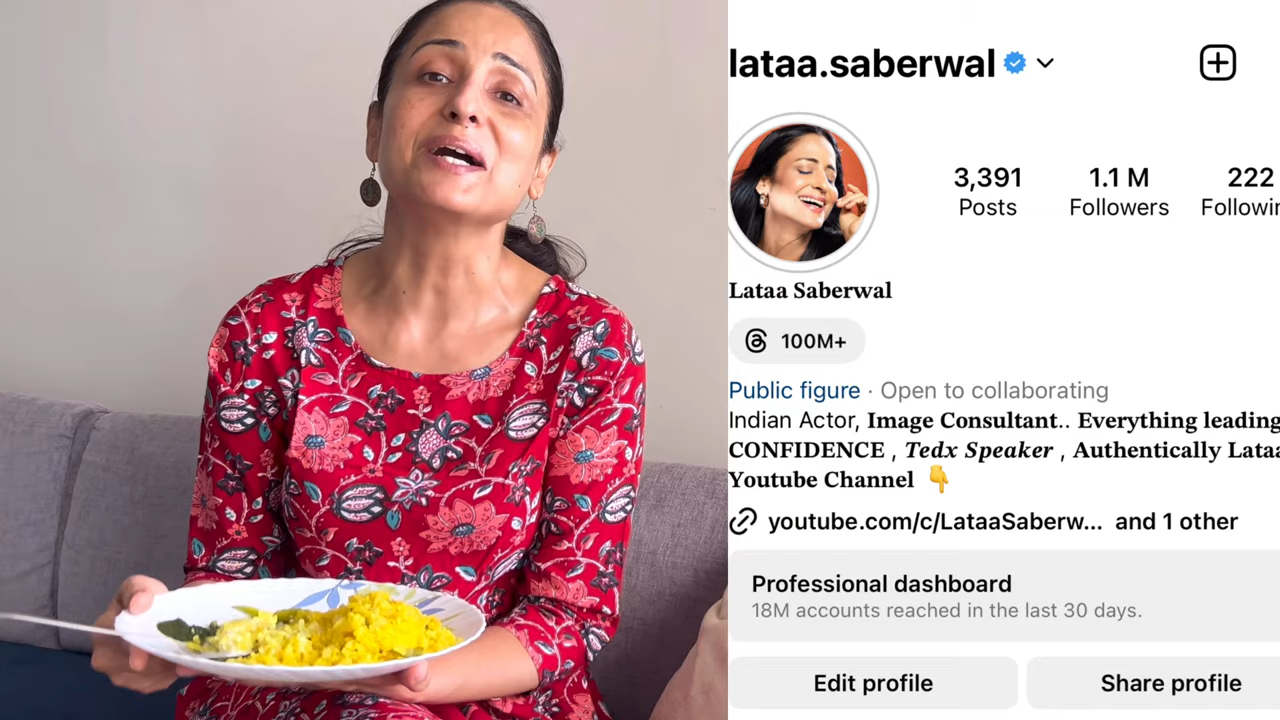 lataa.saberwal
3,391
1.1 M
222
Posts
Followers
Followin
Lataa Saberwal
100M+
Public figure · Open to collaborating
Indian Actor, Image Consultant.. Everything leading
CONFIDENCE , Tedx Speaker , Authentically Lataa
Youtube Channel 👇
youtube.com/c/LataaSaberw... and 1 other
Professional dashboard
18M accounts reached in the last 30 days.
Edit profile
Share profile